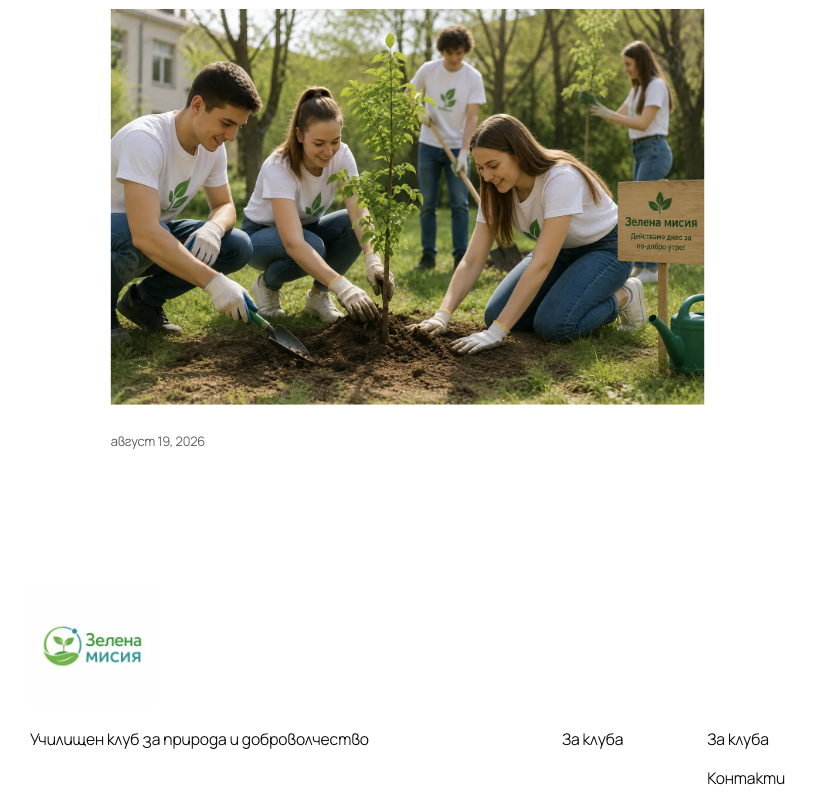 Зелена мисия
Действаме днес за
по-добро утре!
август 19, 2026
Зелена
мисия
Училищен клуб за природа и доброволчество
За клуба
За клуба
Контакти